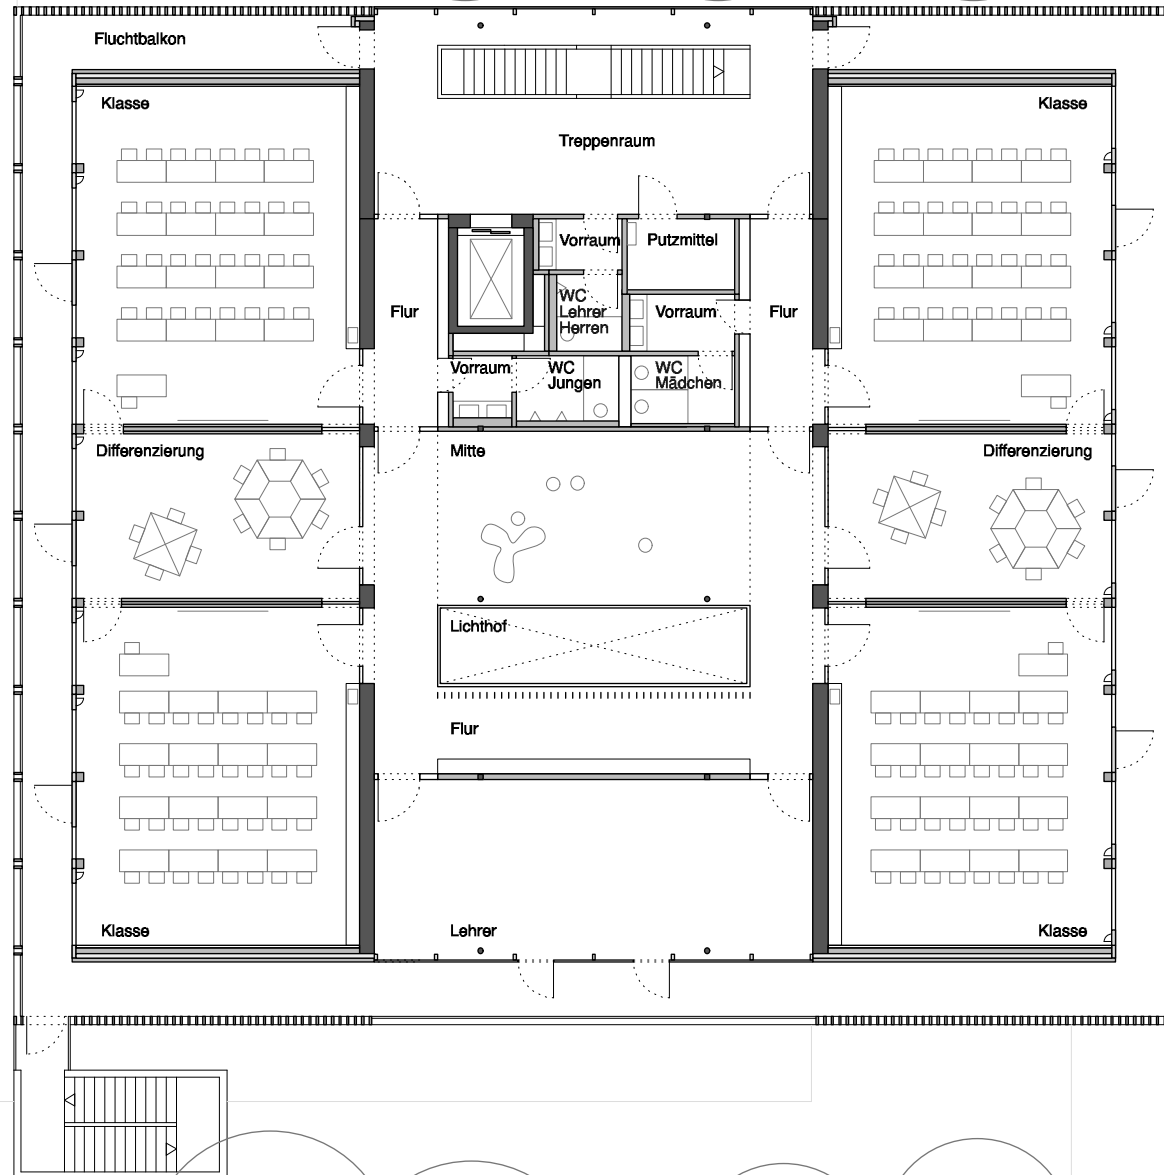 Fluchtbalkon
Klasse
Klasse
Treppenraum
Vorraum
Putzmittel
WC
Lehrer
Herren
Flur
Vorraum
Flur
Vorraum
WC
Jungen
WC
Mädchen
Differenzierung
Mitte
Differenzierung
Lichthof
Flur
Klasse
Lehrer
Klasse